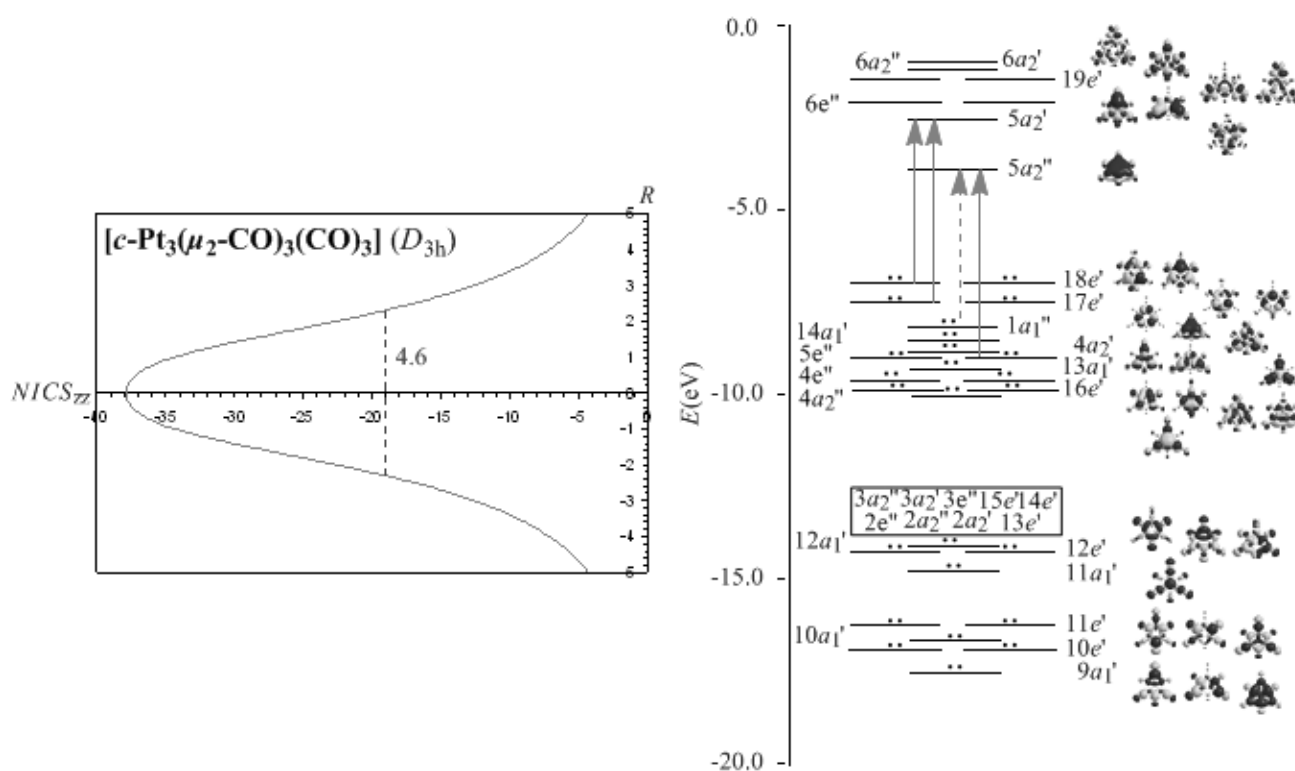 R
[c-Pt₃(μ₂-CO)₃(CO)₃] (D₃ₕ)
4.6
NICSzz
-40 -35 -30 -25 -20 -15 -10 -5 0
5
4
3
2
1
0
-1
-2
-3
-4
E(eV)
0.0
-5.0
-10.0
-15.0
-20.0
6a₂" 6a₂'
19e'
6e"
5a₂'
5a₂"
18e'
17e'
14a₁' 1a₁"
5e" 4a₂'
13a₁'
4e" 16e'
4a₂"
3a₂" 3a₂' 3e" 15e' 14e'
2e" 2a₂" 2a₂' 13e'
12a₁' 12e'
11a₁'
11e'
10a₁' 10e'
9a₁'